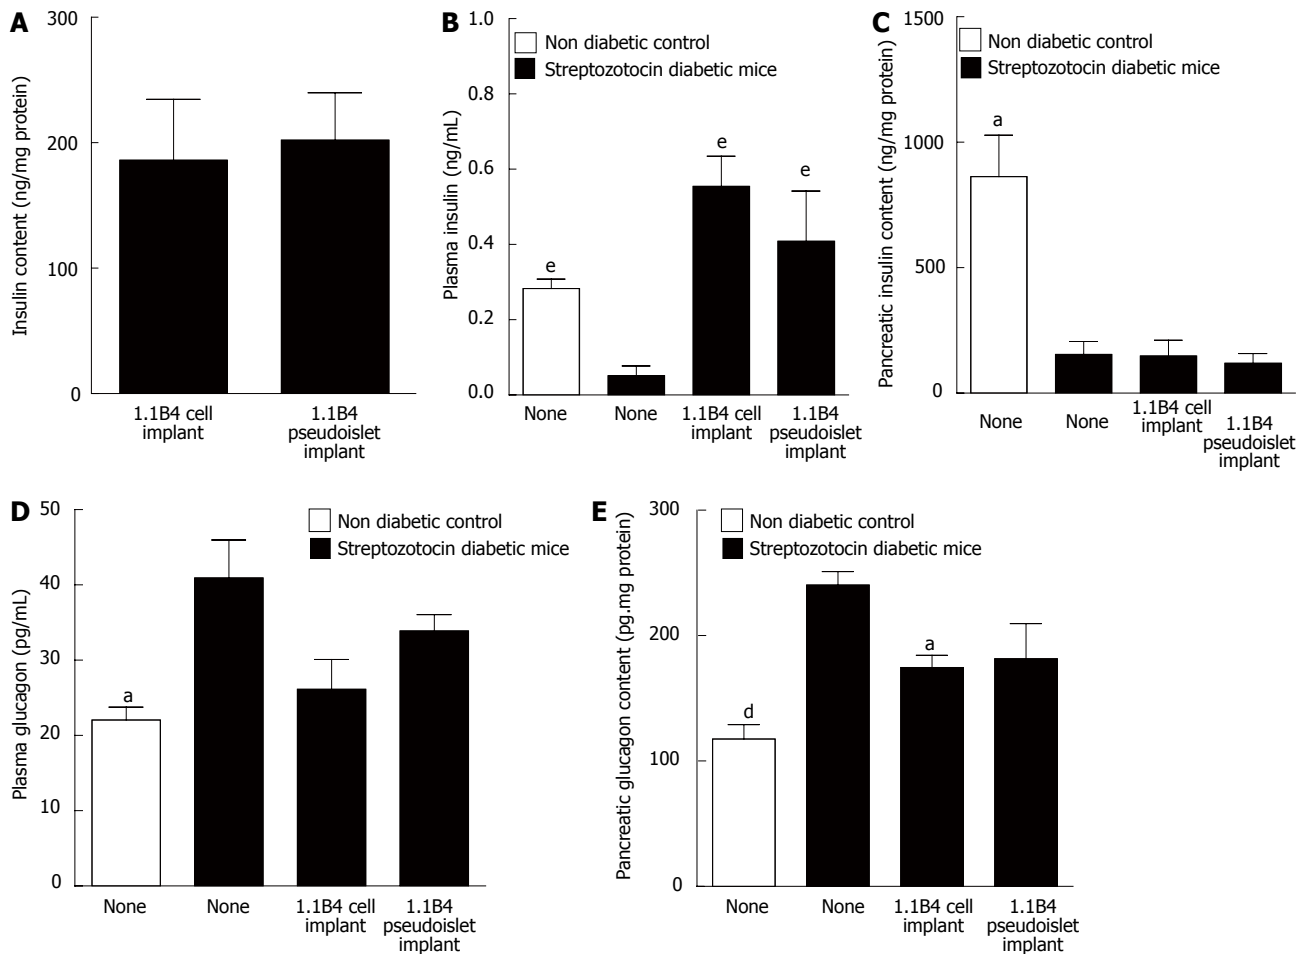 A
Insulin content (ng/mg protein)
300
200
100
0
1.1B4 cell
implant
1.1B4
pseudoislet
implant
B
Plasma insulin (ng/mL)
1.0
0.8
0.6
0.4
0.2
0.0
Non diabetic control
Streptozotocin diabetic mice
e
e
e
None
None
1.1B4 cell
implant
1.1B4
pseudoislet
implant
C
Pancreatic insulin content (ng/mg protein)
1500
1000
500
0
Non diabetic control
Streptozotocin diabetic mice
a
None
None
1.1B4 cell
implant
1.1B4
pseudoislet
implant
D
Plasma glucagon (pg/mL)
50
40
30
20
10
0
Non diabetic control
Streptozotocin diabetic mice
a
None
None
1.1B4 cell
implant
1.1B4
pseudoislet
implant
E
Pancreatic glucagon content (pg.mg protein)
300
200
100
0
Non diabetic control
Streptozotocin diabetic mice
d
a
None
None
1.1B4 cell
implant
1.1B4
pseudoislet
implant